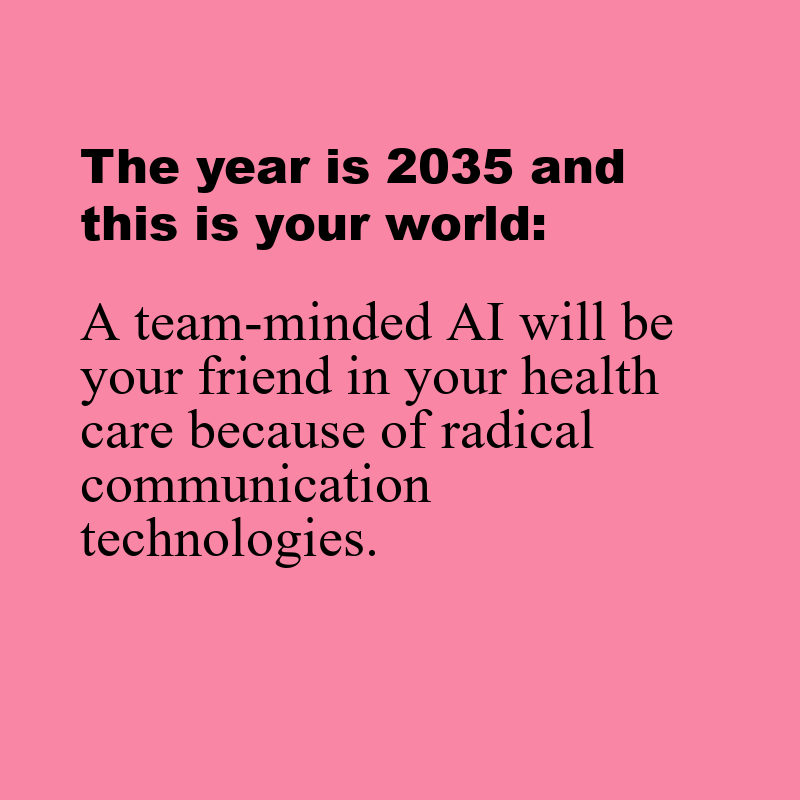 The year is 2035 and
this is your world:
A team-minded AI will be
your friend in your health
care because of radical
communication
technologies.